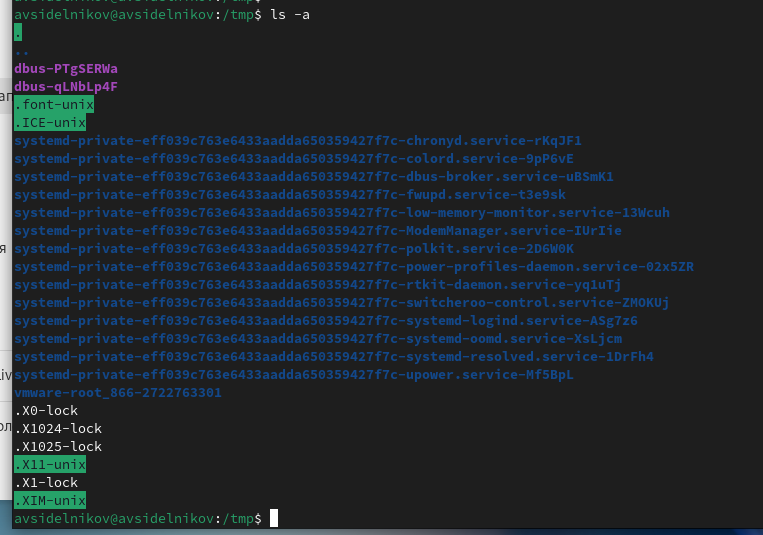 avsidelnikov@avsidelnikov:/tmp$ ls -a
.
..
dbus-PTgSERWa
dbus-qLNbLp4F
.font-unix
.ICE-unix
systemd-private-eff039c763e6433aadda650359427f7c-chronyd.service-rKqJF1
systemd-private-eff039c763e6433aadda650359427f7c-colord.service-9pP6vE
systemd-private-eff039c763e6433aadda650359427f7c-dbus-broker.service-uBSmK1
systemd-private-eff039c763e6433aadda650359427f7c-fwupd.service-t3e9sk
systemd-private-eff039c763e6433aadda650359427f7c-low-memory-monitor.service-13Wcuh
systemd-private-eff039c763e6433aadda650359427f7c-ModemManager.service-IUrIie
systemd-private-eff039c763e6433aadda650359427f7c-polkit.service-2D6W0K
systemd-private-eff039c763e6433aadda650359427f7c-power-profiles-daemon.service-02x5ZR
systemd-private-eff039c763e6433aadda650359427f7c-rtkit-daemon.service-yq1uTj
systemd-private-eff039c763e6433aadda650359427f7c-switcheroo-control.service-ZMOKUj
systemd-private-eff039c763e6433aadda650359427f7c-systemd-logind.service-ASg7z6
systemd-private-eff039c763e6433aadda650359427f7c-systemd-oomd.service-XsLjcm
systemd-private-eff039c763e6433aadda650359427f7c-systemd-resolved.service-1DrFh4
systemd-private-eff039c763e6433aadda650359427f7c-upower.service-Mf5BpL
vmware-root_866-2722763301
.X0-lock
.X1024-lock
.X1025-lock
.X11-unix
.X1-lock
.XIM-unix
avsidelnikov@avsidelnikov:/tmp$